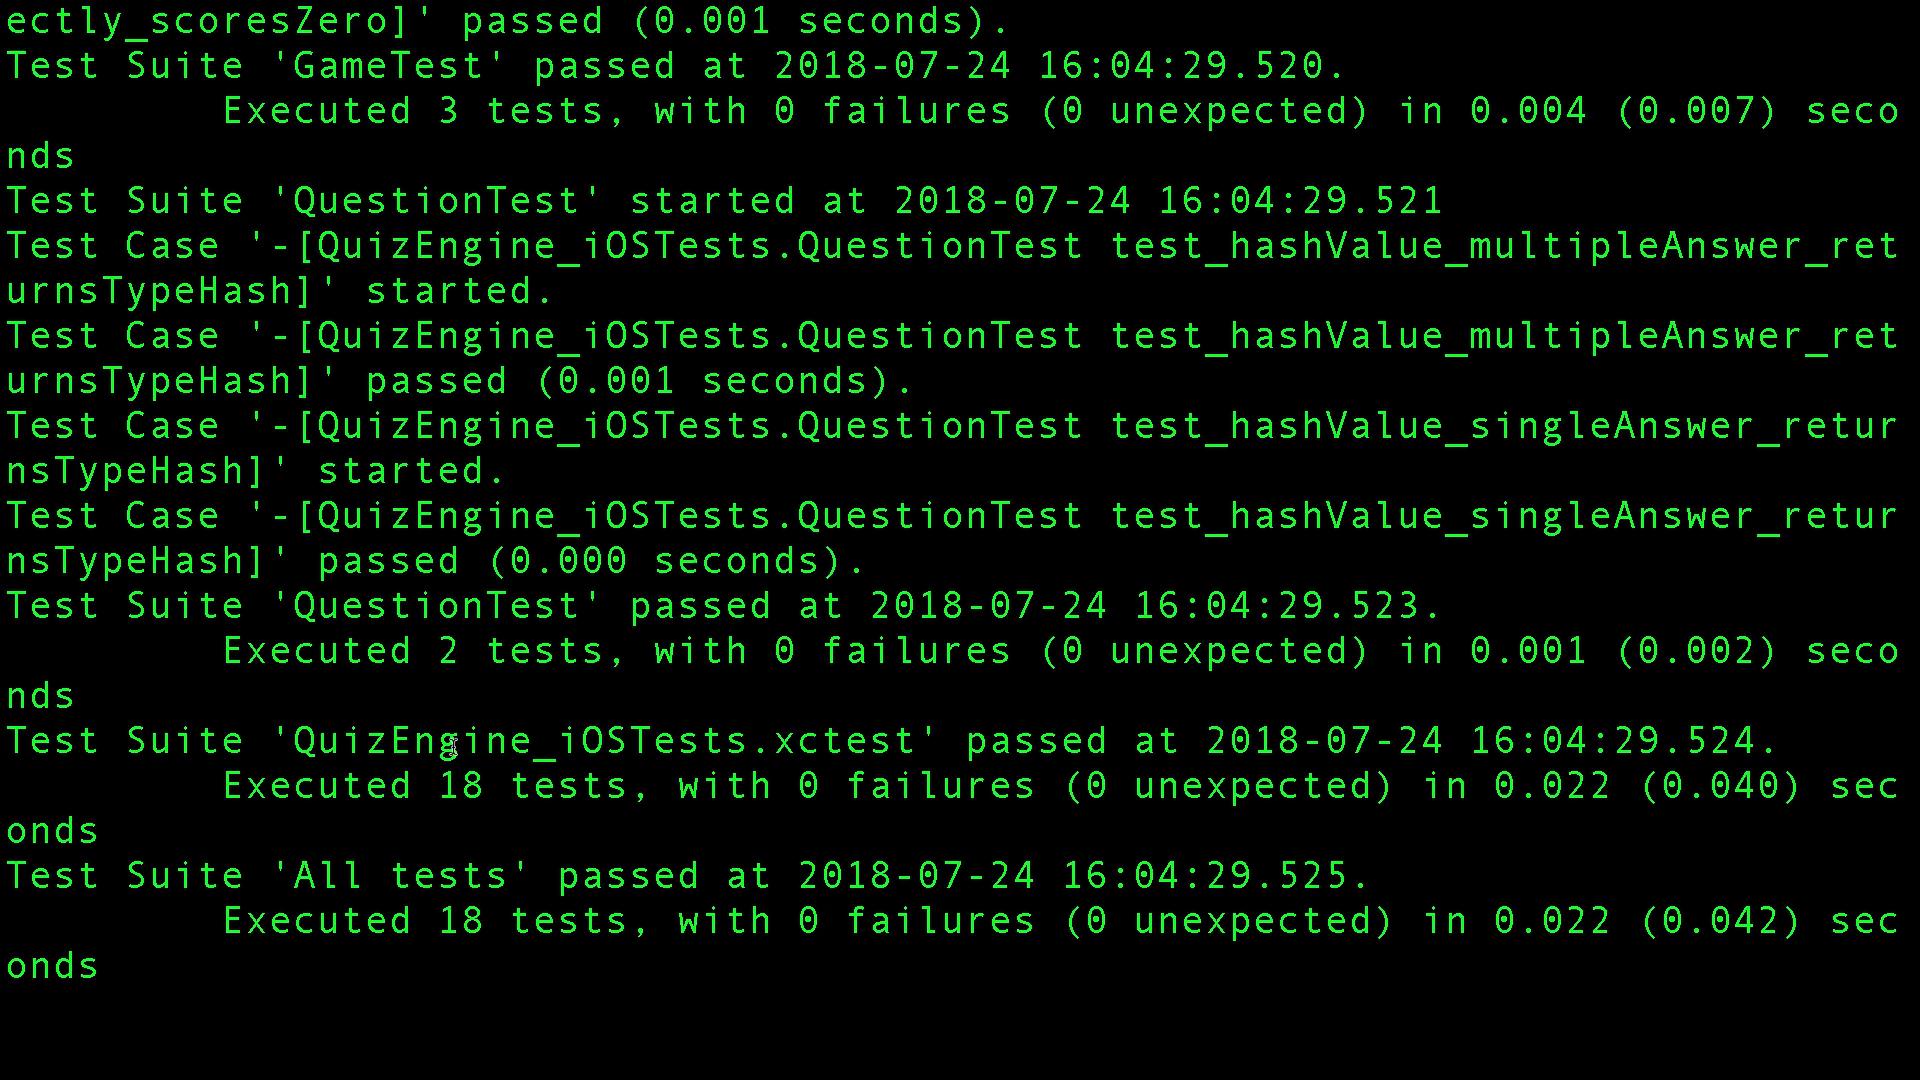 ectly_scoresZero]' passed (0.001 seconds).
Test Suite 'GameTest' passed at 2018-07-24 16:04:29.520.
         Executed 3 tests, with 0 failures (0 unexpected) in 0.004 (0.007) seco
nds
Test Suite 'QuestionTest' started at 2018-07-24 16:04:29.521
Test Case '-[QuizEngine_iOSTests.QuestionTest test_hashValue_multipleAnswer_ret
urnsTypeHash]' started.
Test Case '-[QuizEngine_iOSTests.QuestionTest test_hashValue_multipleAnswer_ret
urnsTypeHash]' passed (0.001 seconds).
Test Case '-[QuizEngine_iOSTests.QuestionTest test_hashValue_singleAnswer_retur
nsTypeHash]' started.
Test Case '-[QuizEngine_iOSTests.QuestionTest test_hashValue_singleAnswer_retur
nsTypeHash]' passed (0.000 seconds).
Test Suite 'QuestionTest' passed at 2018-07-24 16:04:29.523.
         Executed 2 tests, with 0 failures (0 unexpected) in 0.001 (0.002) seco
nds
Test Suite 'QuizEngine_iOSTests.xctest' passed at 2018-07-24 16:04:29.524.
         Executed 18 tests, with 0 failures (0 unexpected) in 0.022 (0.040) sec
onds
Test Suite 'All tests' passed at 2018-07-24 16:04:29.525.
         Executed 18 tests, with 0 failures (0 unexpected) in 0.022 (0.042) sec
onds